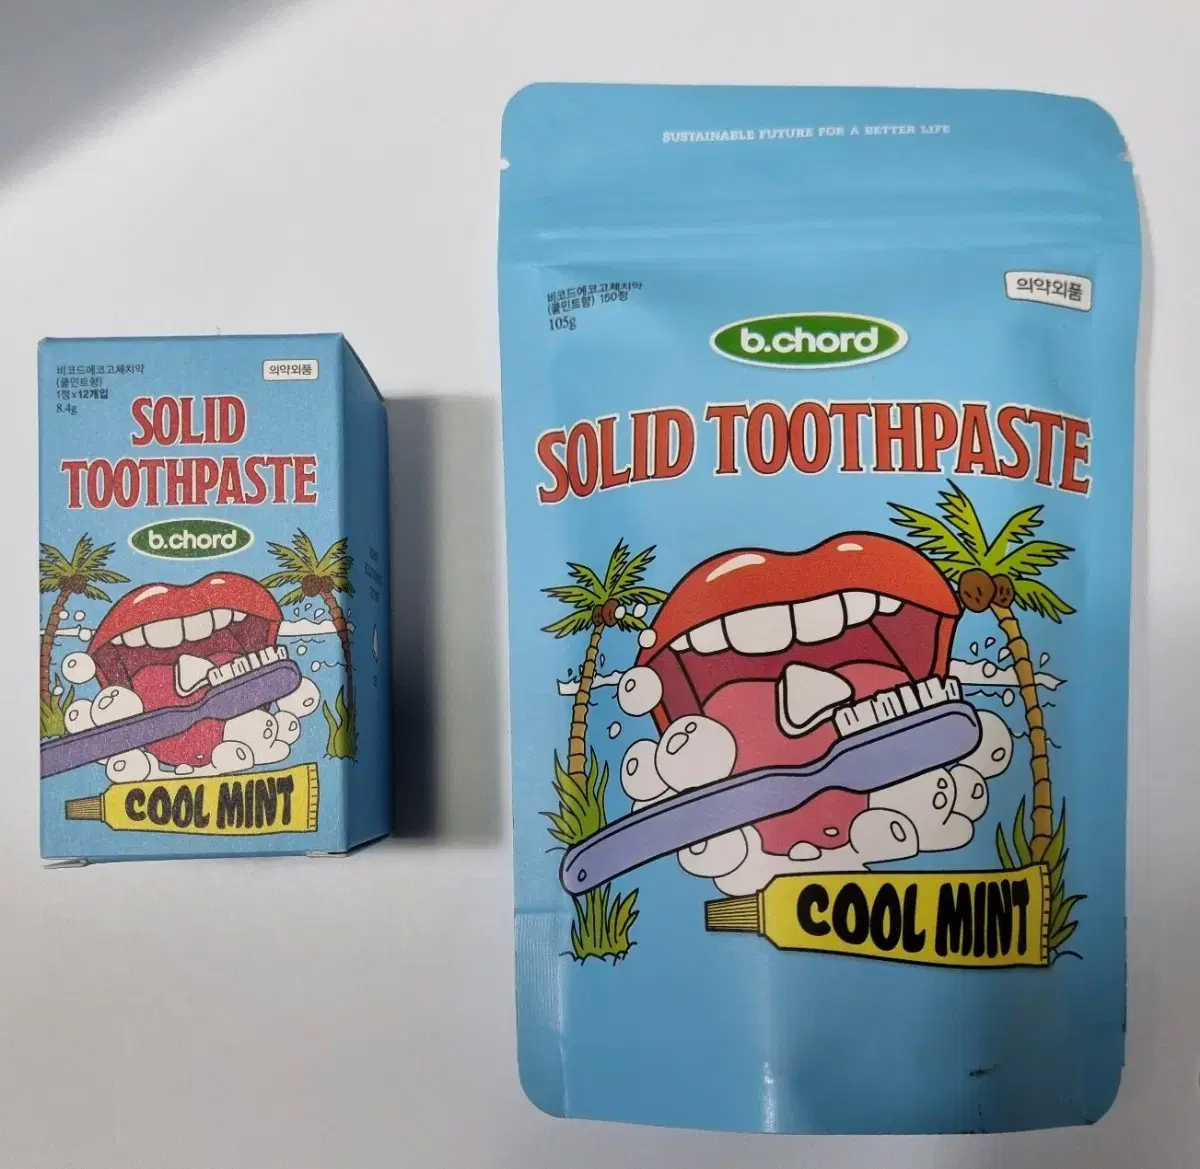 비코드에코고체치약
(쿨민트향)
1정×12개입
8.4g
의약외품
SOLID
TOOTHPASTE
b.chord
COOL MINT
SUSTAINABLE FUTURE FOR A BETTER LIFE
비코드에코고체치약
(쿨민트향) 150정
105g
의약외품
b.chord
SOLID TOOTHPASTE
COOL MINT